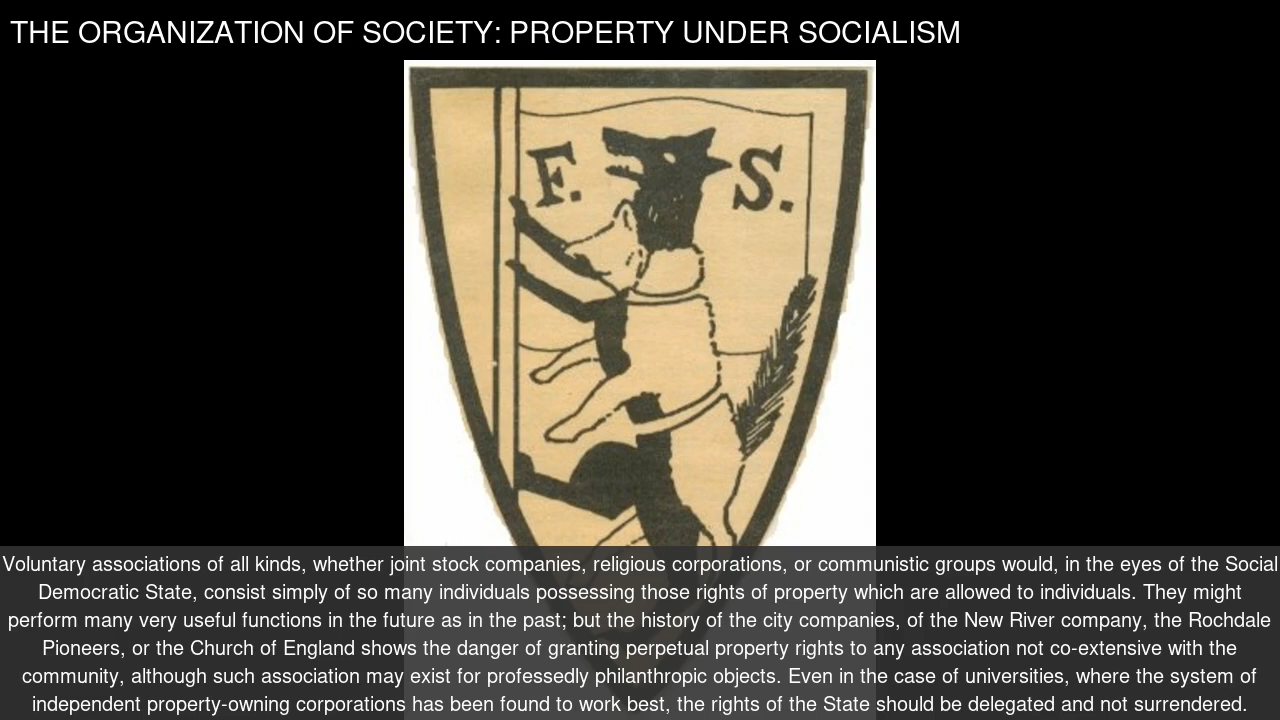 THE ORGANIZATION OF SOCIETY: PROPERTY UNDER SOCIALISM
F. S.
Voluntary associations of all kinds, whether joint stock companies, religious corporations, or communistic groups would, in the eyes of the Social
Democratic State, consist simply of so many individuals possessing those rights of property which are allowed to individuals. They might
perform many very useful functions in the future as in the past; but the history of the city companies, of the New River company, the Rochdale
Pioneers, or the Church of England shows the danger of granting perpetual property rights to any association not co-extensive with the
community, although such association may exist for professedly philanthropic objects. Even in the case of universities, where the system of
independent property-owning corporations has been found to work best, the rights of the State should be delegated and not surrendered.